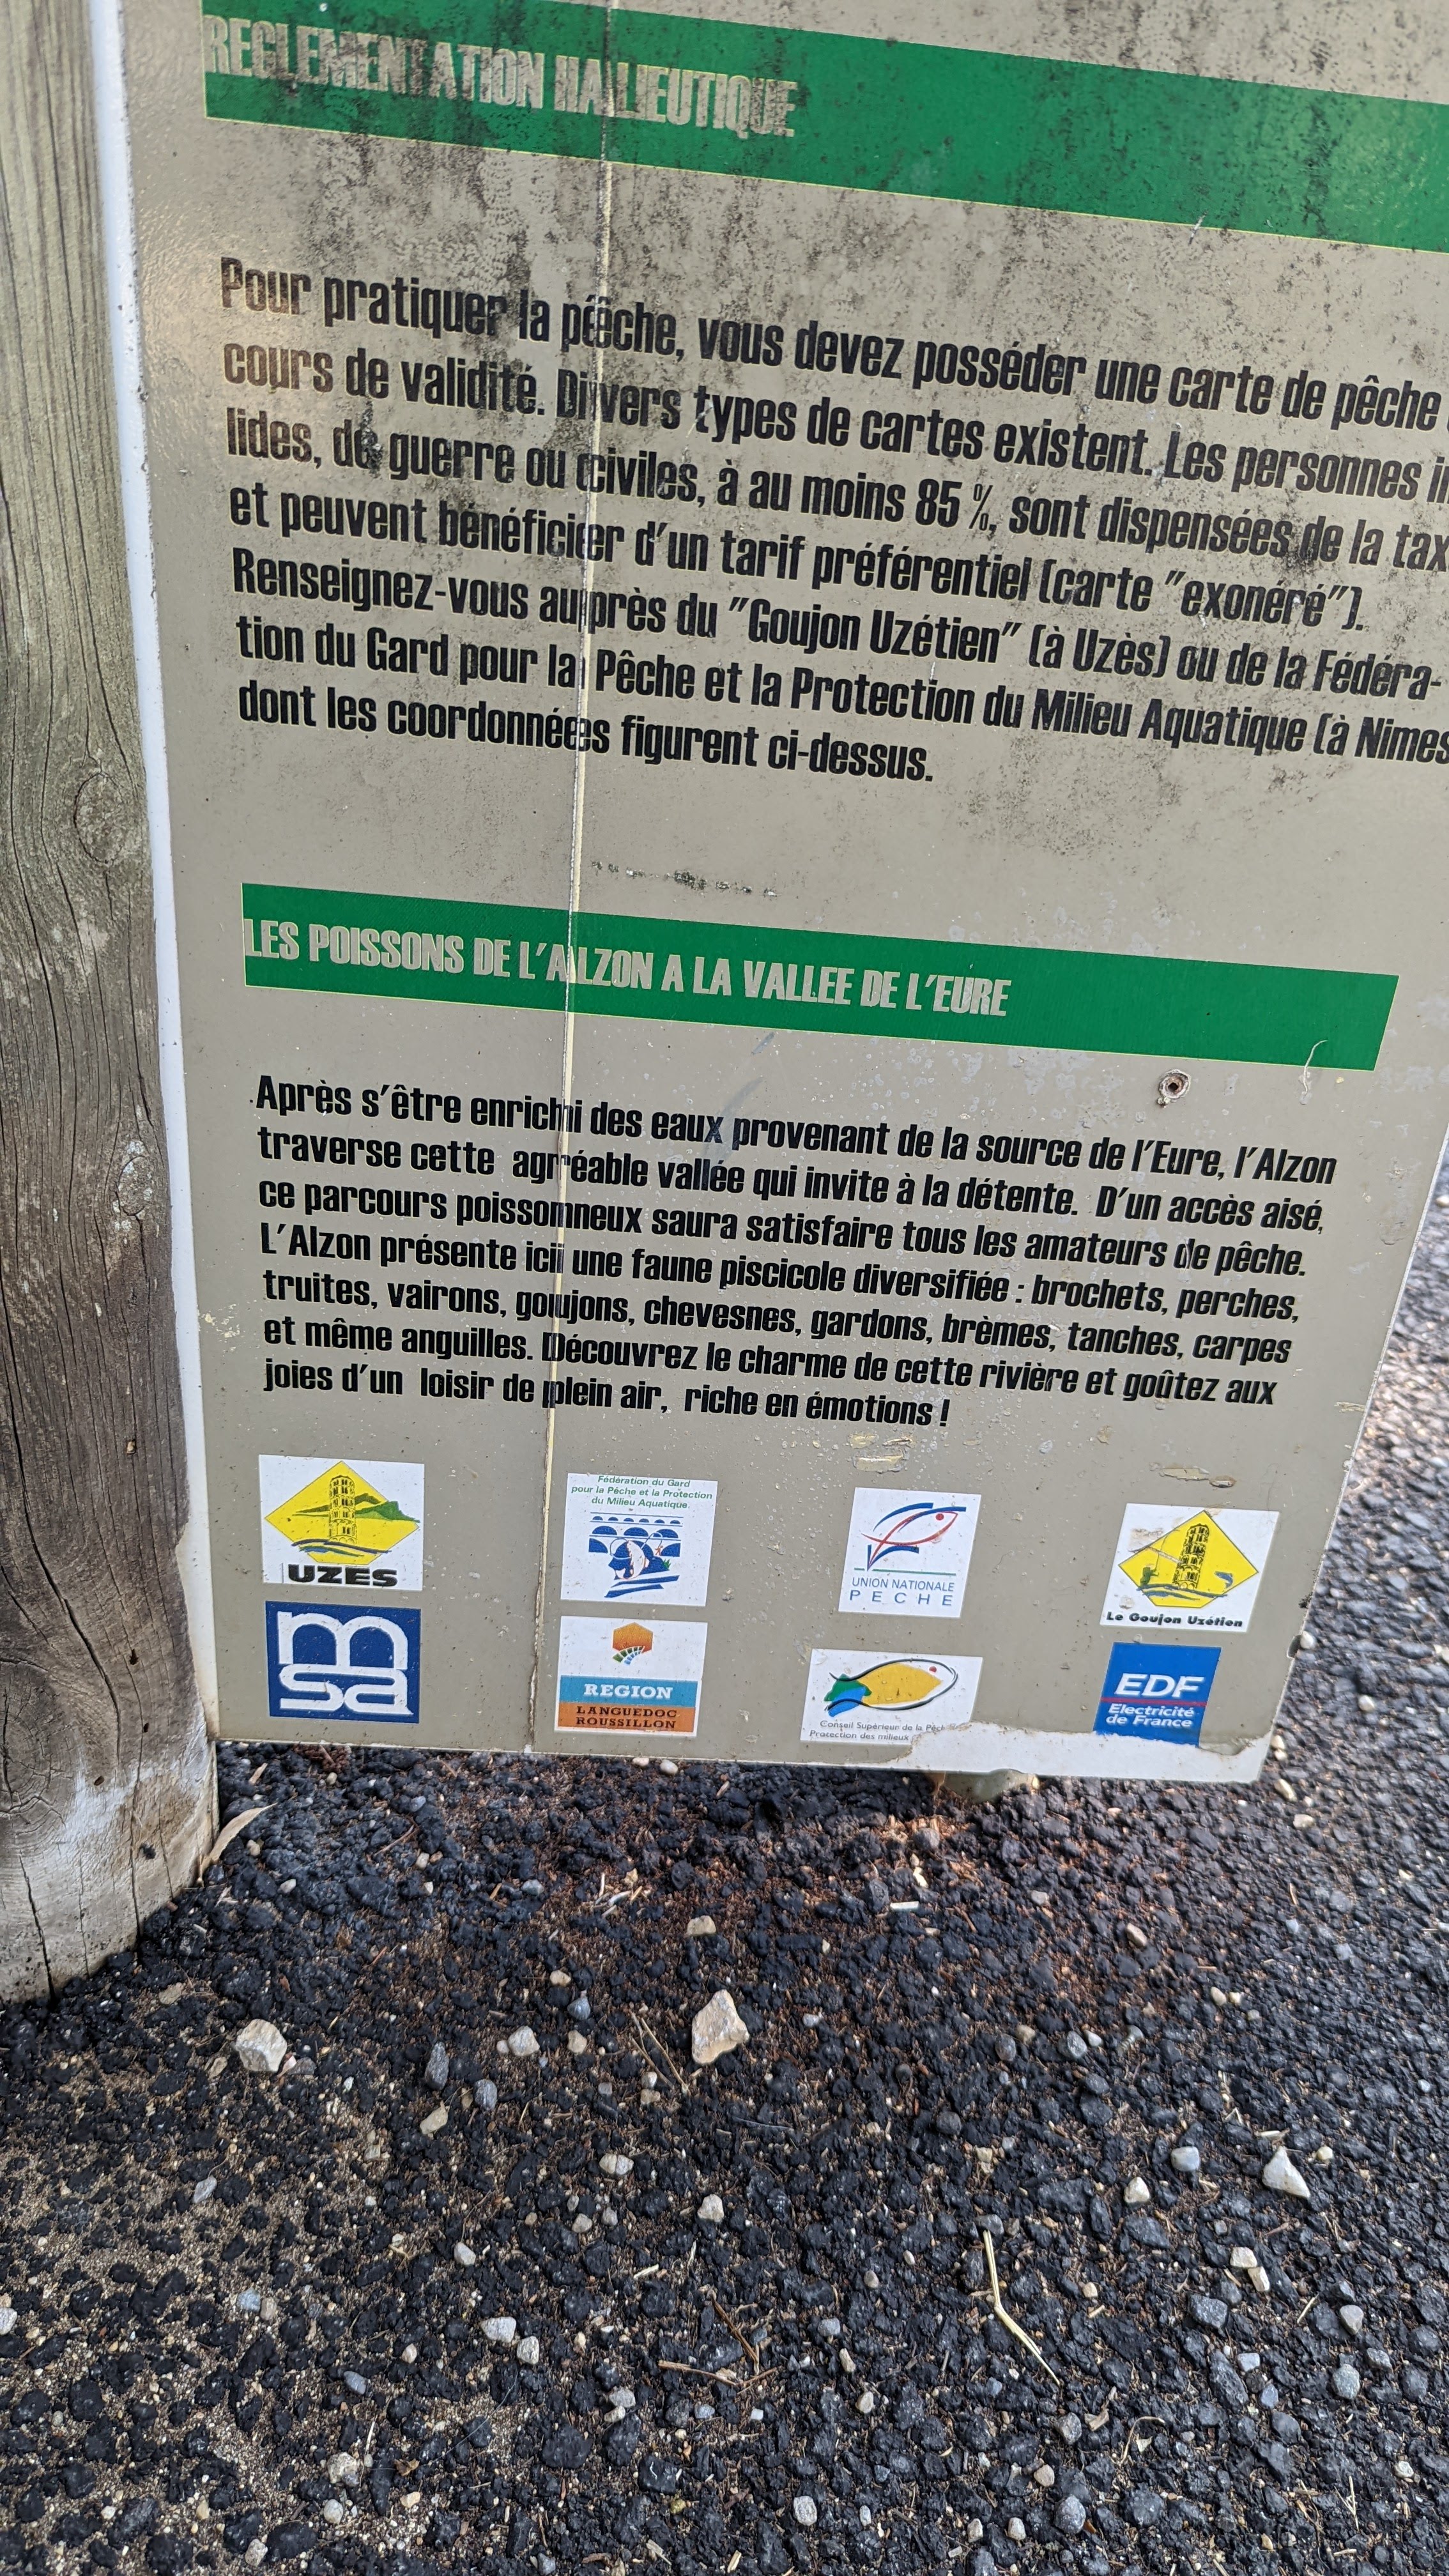 REGLEMENTATION HALIEUTIQUE
Pour pratiquer la pêche, vous devez posséder une carte de pêche
cours de validité. Divers types de cartes existent. Les personnes
lides, de guerre ou civiles, à au moins 85 %, sont dispensées de la
et peuvent bénéficier d'un tarif préférentiel (carte "exonéré").
Renseignez-vous auprès du "Goujon Uzétien" (à Uzès) ou de la Fédéra-
tion du Gard pour la Pêche et la Protection du Milieu Aquatique (à Nimes
dont les coordonnées figurent ci-dessus.
LES POISSONS DE L'ALZON A LA VALLEE DE L'EURE
Après s'être enrichi des eaux provenant de la source de l'Eure, l'Alzon
traverse cette agréable vallée qui invite à la détente. D'un accès aisé,
ce parcours poissonneux saura satisfaire tous les amateurs de pêche.
L'Alzon présente ici une faune piscicole diversifiée : brochets, perches,
truites, vairons, goujons, chevesnes, gardons, brèmes, tanches, carpes
et même anguilles. Découvrez le charme de cette rivière et goûtez aux
joies d'un loisir de plein air, riche en émotions !
UZES
Fédération du Gard
pour la Pêche et la Protection
du Milieu Aquatique
UNION NATIONALE
PECHE
Le Goujon Uzétien
msa
REGION
LANGUEDOC
ROUSSILLON
Conseil Supérieur de la
Protection des milieux
EDF
Electricité
de France